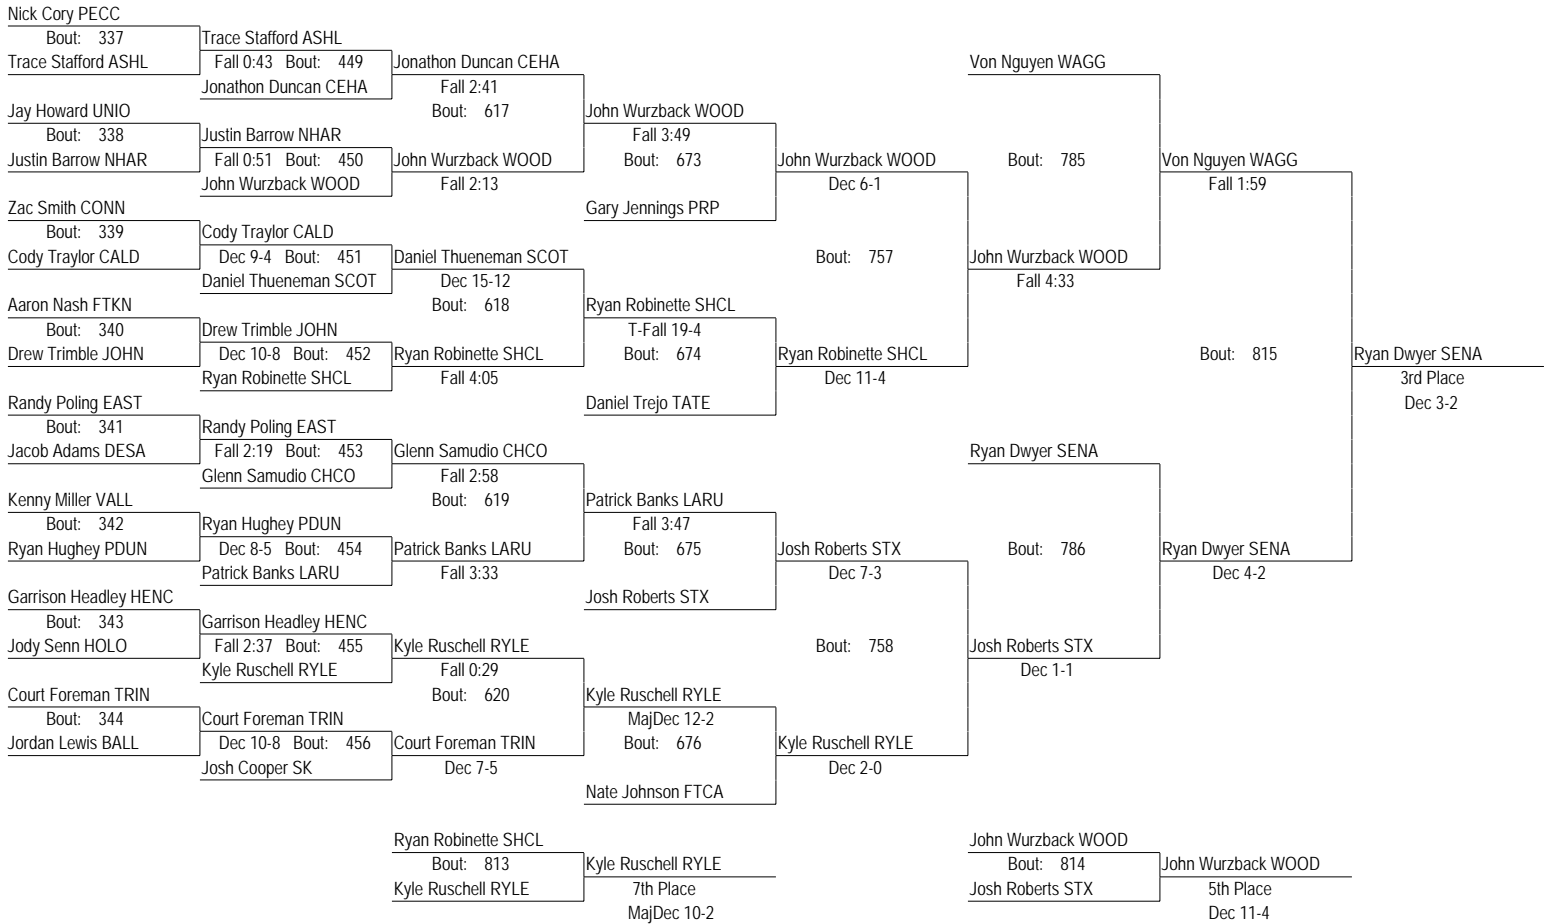 Nick Cory PECC
Bout: 337
Trace Stafford ASHL
Trace Stafford ASHL
Fall 0:43 Bout: 449
Jonathon Duncan CEHA
Jonathon Duncan CEHA
Fall 2:41
Bout: 617
Jay Howard UNIO
Bout: 338
Justin Barrow NHAR
Justin Barrow NHAR
Fall 0:51 Bout: 450
John Wurzback WOOD
John Wurzback WOOD
Fall 2:13
John Wurzback WOOD
Fall 3:49
Bout: 673
Gary Jennings PRP
John Wurzback WOOD
Dec 6-1
Zac Smith CONN
Bout: 339
Cody Traylor CALD
Cody Traylor CALD
Dec 9-4 Bout: 451
Daniel Thueneman SCOT
Daniel Thueneman SCOT
Dec 15-12
Bout: 618
Aaron Nash FTKN
Bout: 340
Drew Trimble JOHN
Drew Trimble JOHN
Dec 10-8 Bout: 452
Ryan Robinette SHCL
Ryan Robinette SHCL
Fall 4:05
Ryan Robinette SHCL
T-Fall 19-4
Bout: 674
Daniel Trejo TATE
Ryan Robinette SHCL
Dec 11-4
Bout: 757
John Wurzback WOOD
Fall 4:33
Von Nguyen WAGG
Bout: 785
Von Nguyen WAGG
Fall 1:59
Randy Poling EAST
Bout: 341
Jacob Adams DESA
Randy Poling EAST
Fall 2:19 Bout: 453
Glenn Samudio CHCO
Glenn Samudio CHCO
Fall 2:58
Bout: 619
Kenny Miller VALL
Bout: 342
Ryan Hughey PDUN
Ryan Hughey PDUN
Dec 8-5 Bout: 454
Patrick Banks LARU
Patrick Banks LARU
Fall 3:33
Patrick Banks LARU
Fall 3:47
Bout: 675
Josh Roberts STX
Josh Roberts STX
Dec 7-3
Garrison Headley HENC
Bout: 343
Jody Senn HOLO
Garrison Headley HENC
Fall 2:37 Bout: 455
Kyle Ruschell RYLE
Kyle Ruschell RYLE
Fall 0:29
Bout: 620
Court Foreman TRIN
Bout: 344
Jordan Lewis BALL
Court Foreman TRIN
Dec 10-8 Bout: 456
Josh Cooper SK
Court Foreman TRIN
Dec 7-5
Kyle Ruschell RYLE
MajDec 12-2
Bout: 676
Nate Johnson FTCA
Kyle Ruschell RYLE
Dec 2-0
Bout: 758
Josh Roberts STX
Dec 1-1
Ryan Dwyer SENA
Bout: 786
Ryan Dwyer SENA
Dec 4-2
Bout: 815
Ryan Dwyer SENA
3rd Place
Dec 3-2
Ryan Robinette SHCL
Bout: 813
Kyle Ruschell RYLE
Kyle Ruschell RYLE
7th Place
MajDec 10-2
John Wurzback WOOD
Bout: 814
Josh Roberts STX
John Wurzback WOOD
5th Place
Dec 11-4